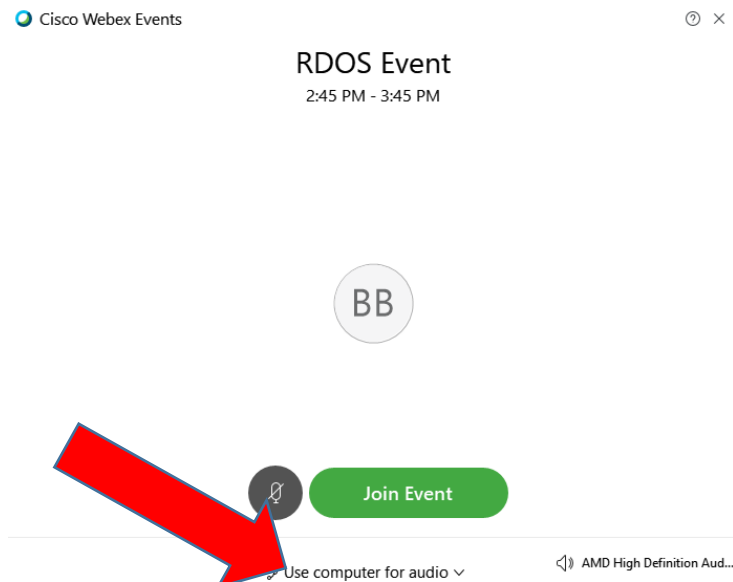 Cisco Webex Events
RDOS Event
2:45 PM - 3:45 PM
BB
Join Event
Use computer for audio
AMD High Definition Aud...